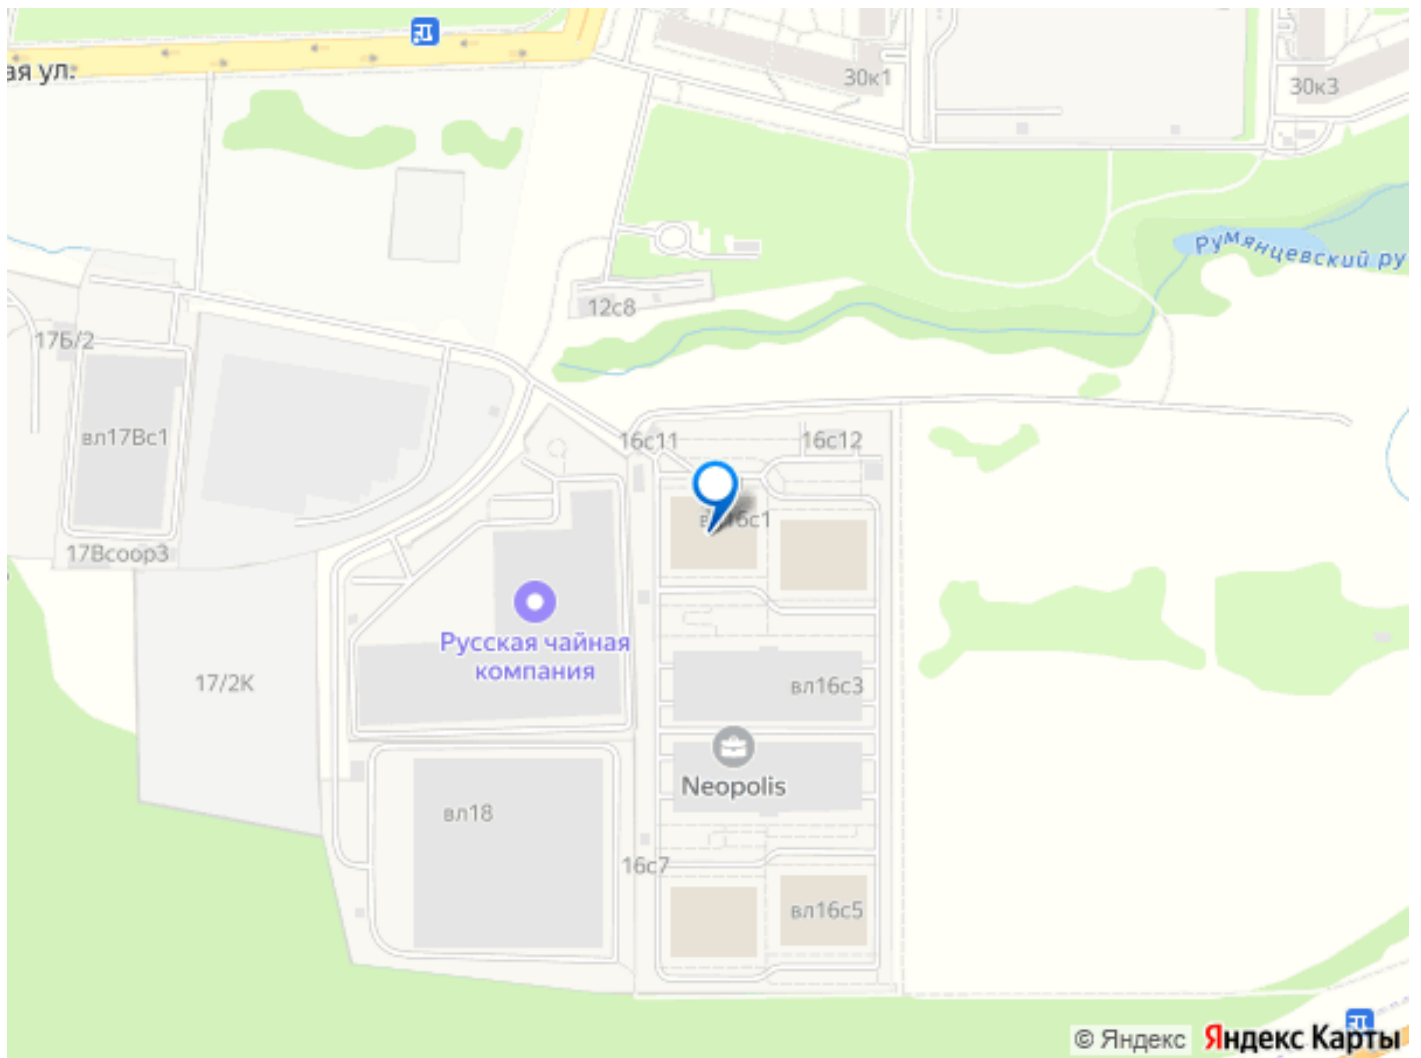 ая ул.
30к1
30к3
Румянцевский ру
12с8
17Б/2
вл17Вс1
16с11
16с12
вл16с1
17Всоор3
Русская чайная
компания
17/2К
вл16с3
Neopolis
вл18
16с7
вл16с5
© Яндекс Яндекс Карты